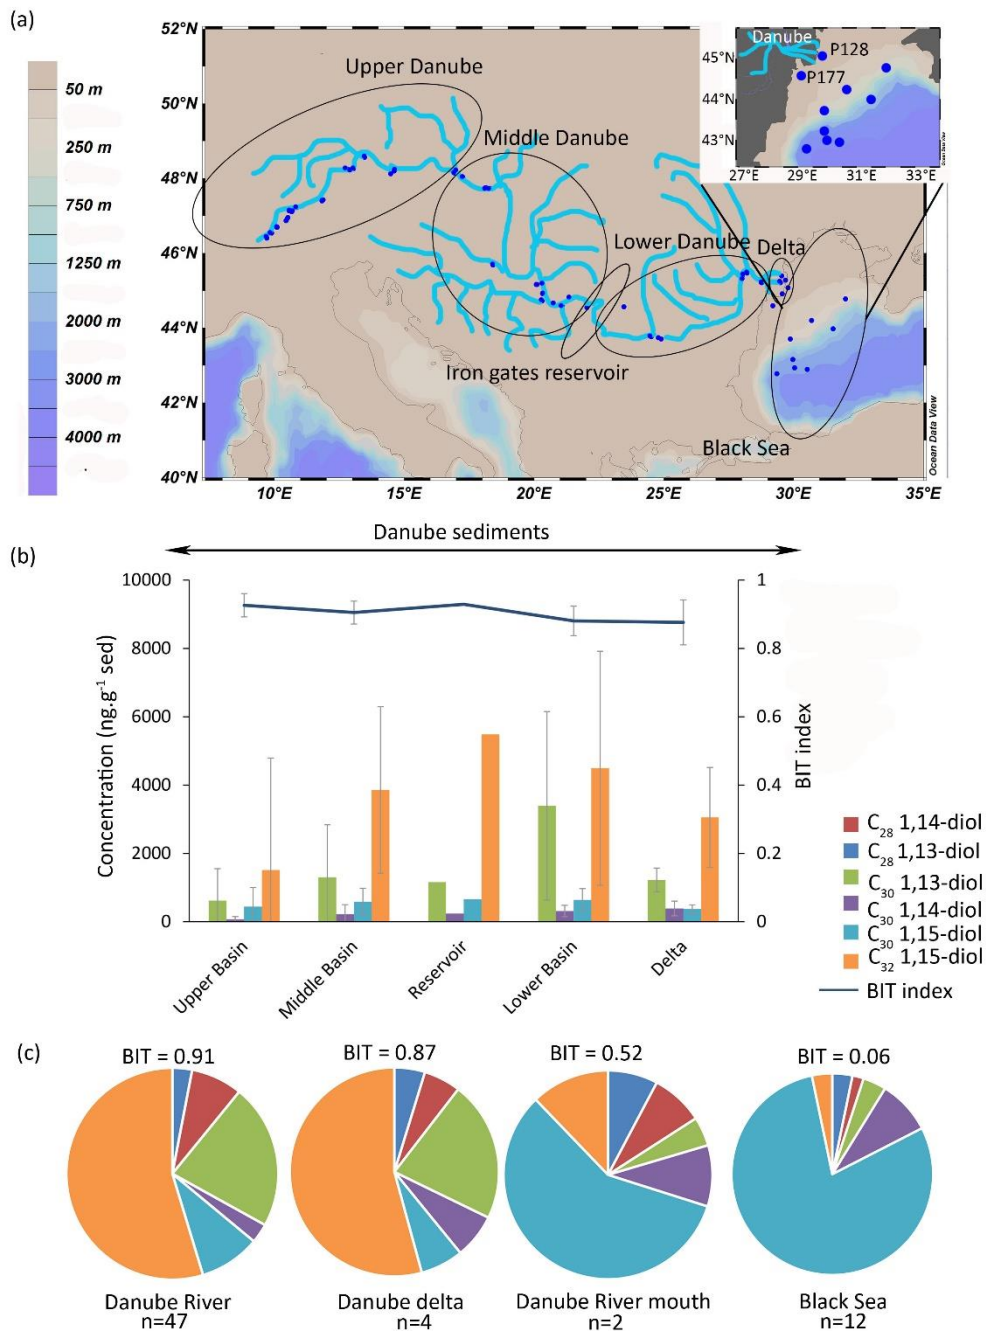 (a)
52°N
50°N
48°N
46°N
44°N
42°N
40°N
10°E
15°E
20°E
25°E
30°E
35°E
50 m
250 m
750 m
1250 m
2000 m
3000 m
4000 m
Upper Danube
Middle Danube
Lower Danube
Delta
Iron gates reservoir
Black Sea
Ocean Data View
Danube
P128
P177
45°N
44°N
43°N
27°E
29°E
31°E
33°E
Ocean Data View
(b)
Danube sediments
Concentration (ng.g⁻¹ sed)
10000
8000
6000
4000
2000
0
BIT index
1
0.8
0.6
0.4
0.2
0
Upper Basin
Middle Basin
Reservoir
Lower Basin
Delta
C₂₈ 1,14-diol
C₂₈ 1,13-diol
C₃₀ 1,13-diol
C₃₀ 1,14-diol
C₃₀ 1,15-diol
C₃₂ 1,15-diol
BIT index
(c)
BIT = 0.91
BIT = 0.87
BIT = 0.52
BIT = 0.06
Danube River
n=47
Danube delta
n=4
Danube River mouth
n=2
Black Sea
n=12